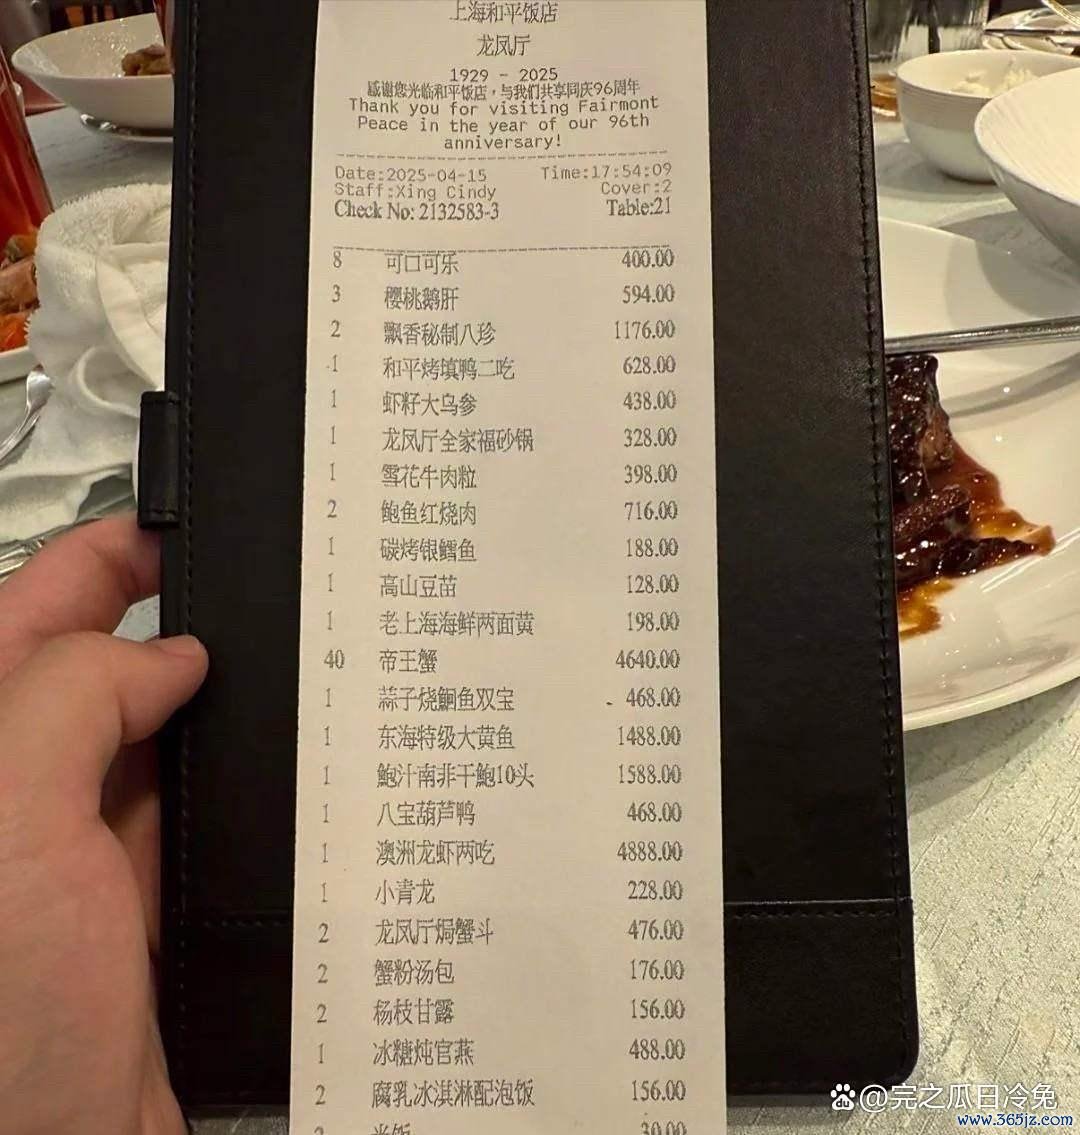 上海和平饭店
龙凤厅
1929 - 2025
感谢您光临和平饭店，与我们共享同庆96周年
Thank you for visiting Fairmont
Peace in the year of our 96th
anniversary!
Date:2025-04-15 Time:17:54:09
Staff:Xing Cindy Cover:2
Check No: 2132583-3 Table:21
8 可口可乐 400.00
3 樱桃鹅肝 594.00
2 飘香秘制八珍 1176.00
1 和平烤填鸭二吃 628.00
1 虾籽大乌参 438.00
1 龙凤厅全家福砂锅 328.00
1 雪花牛肉粒 398.00
2 鲍鱼红烧肉 716.00
1 碳烤银鳕鱼 188.00
1 高山豆苗 128.00
1 老上海海鲜两面黄 198.00
40 帝王蟹 4640.00
1 蒜子烧鮰鱼双宝 468.00
1 东海特级大黄鱼 1488.00
1 鲍汁南非干鲍10头 1588.00
1 八宝葫芦鸭 468.00
1 澳洲龙虾两吃 4888.00
1 小青龙 228.00
2 龙凤厅焗蟹斗 476.00
2 蟹粉汤包 176.00
2 杨枝甘露 156.00
1 冰糖炖官燕 488.00
2 腐乳冰淇淋配泡饭 156.00
米饭 30.00
du @完之瓜日冷兔
www.365jz.com